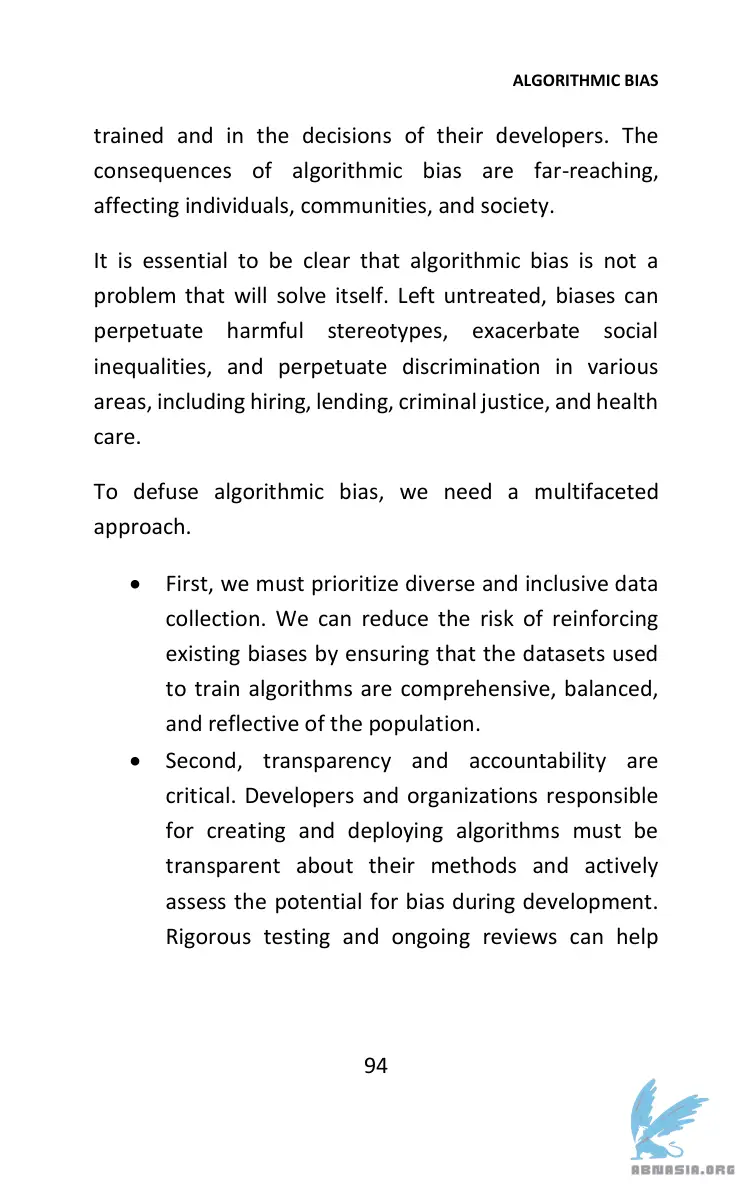 ALGORITHMIC BIAS
trained and in the decisions of their developers. The
consequences of algorithmic bias are far-reaching,
affecting individuals, communities, and society.
It is essential to be clear that algorithmic bias is not a
problem that will solve itself. Left untreated, biases can
perpetuate harmful stereotypes, exacerbate social
inequalities, and perpetuate discrimination in various
areas, including hiring, lending, criminal justice, and health
care.
To defuse algorithmic bias, we need a multifaceted
approach.
• First, we must prioritize diverse and inclusive data
collection. We can reduce the risk of reinforcing
existing biases by ensuring that the datasets used
to train algorithms are comprehensive, balanced,
and reflective of the population.
• Second, transparency and accountability are
critical. Developers and organizations responsible
for creating and deploying algorithms must be
transparent about their methods and actively
assess the potential for bias during development.
Rigorous testing and ongoing reviews can help
94
ABNASIA.ORG